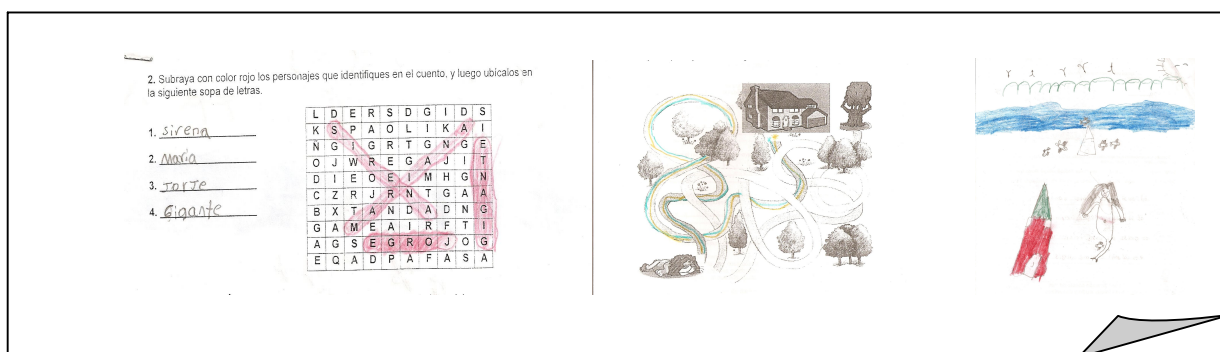 2. Subraya con color rojo los personajes que identifiques en el cuento, y luego ubícalos en
la siguiente sopa de letras.
1. sirena
2. María
3. JorJe
4. Gigante
L D E R S D G I D S
K S P A O L I K A I
Ñ G I G R T G N G E
O J W R E G A J I T
D I E O E I M H G N
C Z R J R N T G A A
B X T A N D A D N G
G A M E A I R F T I
A G S E G R O J O G
E Q A D P A F A S A